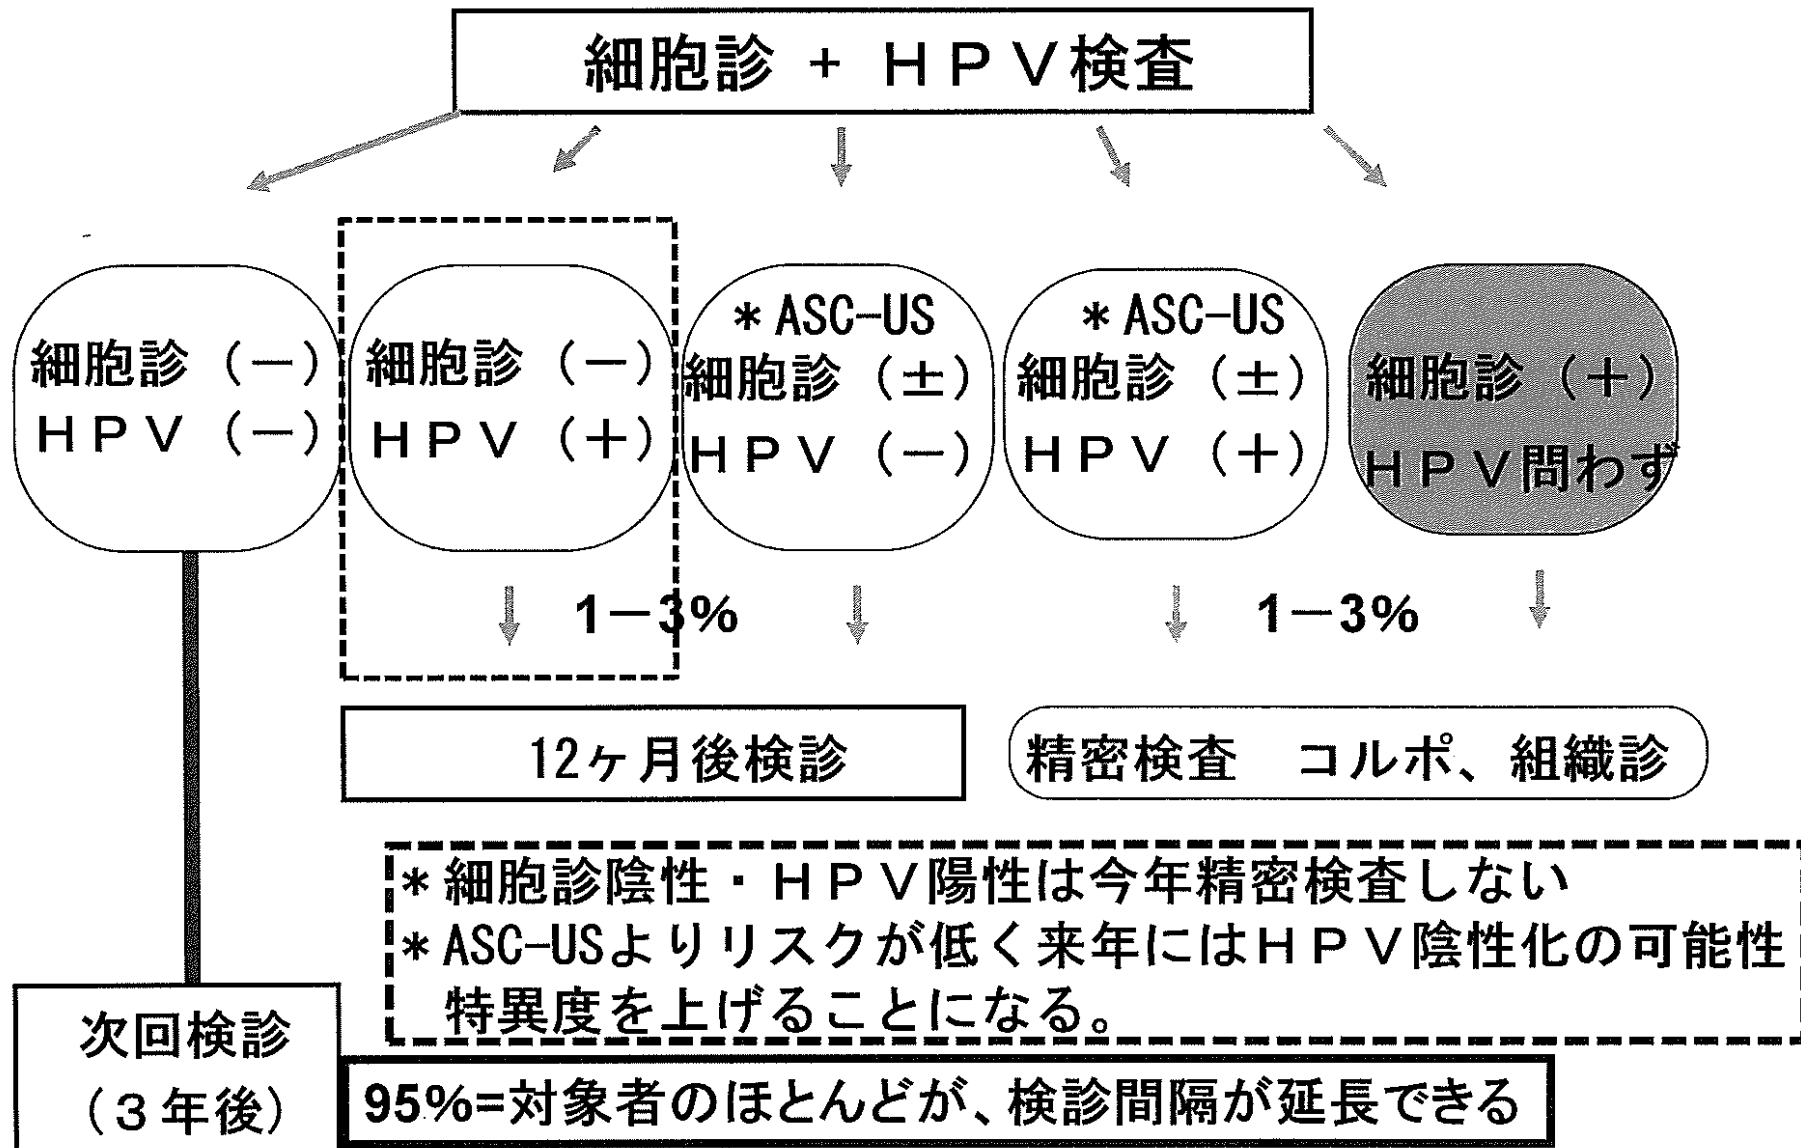 細胞診 + HPV検査
細胞診（－）
HPV（－）
細胞診（－）
HPV（＋）
＊ASC-US
細胞診（±）
HPV（－）
＊ASC-US
細胞診（±）
HPV（＋）
細胞診（＋）
HPV問わず
1－3%
1－3%
12ヶ月後検診
精密検査　コルポ、組織診
＊細胞診陰性・HPV陽性は今年精密検査しない
＊ASC-USよりリスクが低く来年にはHPV陰性化の可能性
特異度を上げることになる。
次回検診
（3年後）
95%=対象者のほとんどが、検診間隔が延長できる